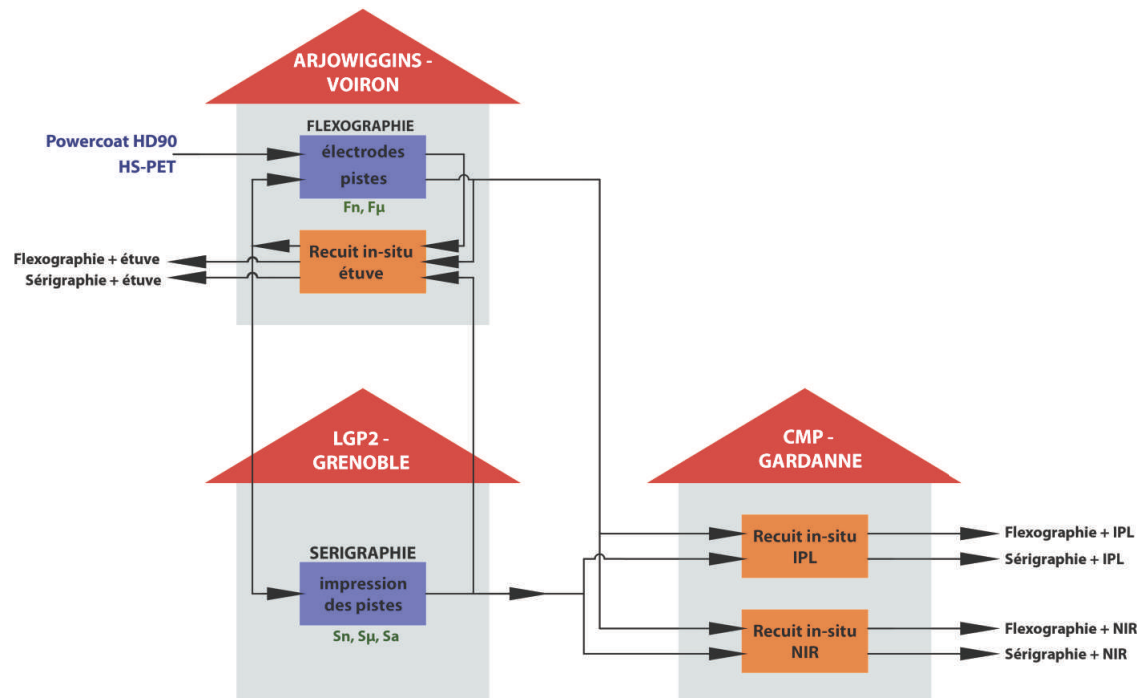 ARJOWIGGINS -
VOIRON
FLEXOGRAPHIE
Powercoat HD90
HS-PET
électrodes
pistes
Fn, Fµ
Recuit in-situ
étuve
Flexographie + étuve
Sérigraphie + étuve
LGP2 -
GRENOBLE
SERIGRAPHIE
impression
des pistes
Sn, Sµ, Sa
CMP -
GARDANNE
Recuit in-situ
IPL
Flexographie + IPL
Sérigraphie + IPL
Recuit in-situ
NIR
Flexographie + NIR
Sérigraphie + NIR